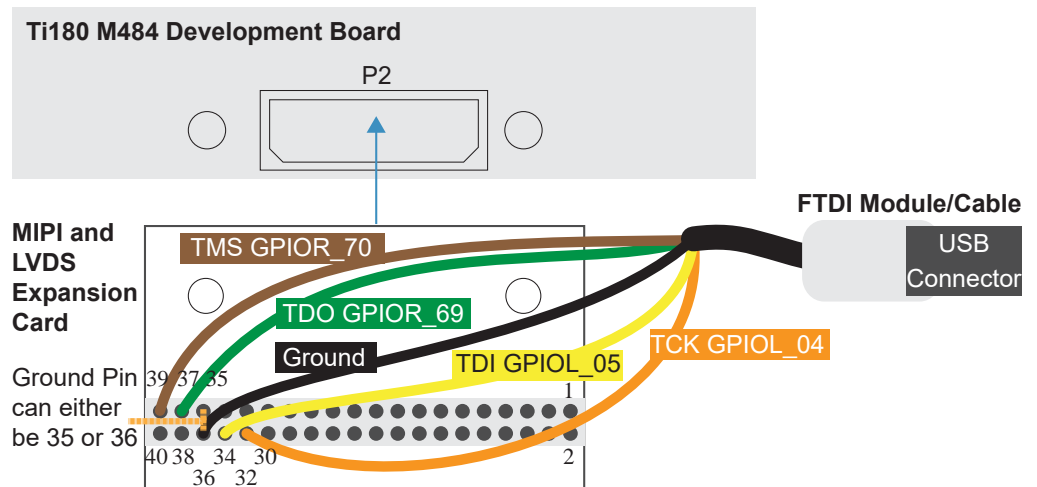 Ti180 M484 Development Board
P2
FTDI Module/Cable
USB
Connector
MIPI and
LVDS
Expansion
Card
TMS GPIOR_70
TDO GPIOR_69
Ground
TDI GPIOL_05
TCK GPIOL_04
Ground Pin
can either
be 35 or 36
39 37 35
1
40 38 34 30 2
36 32